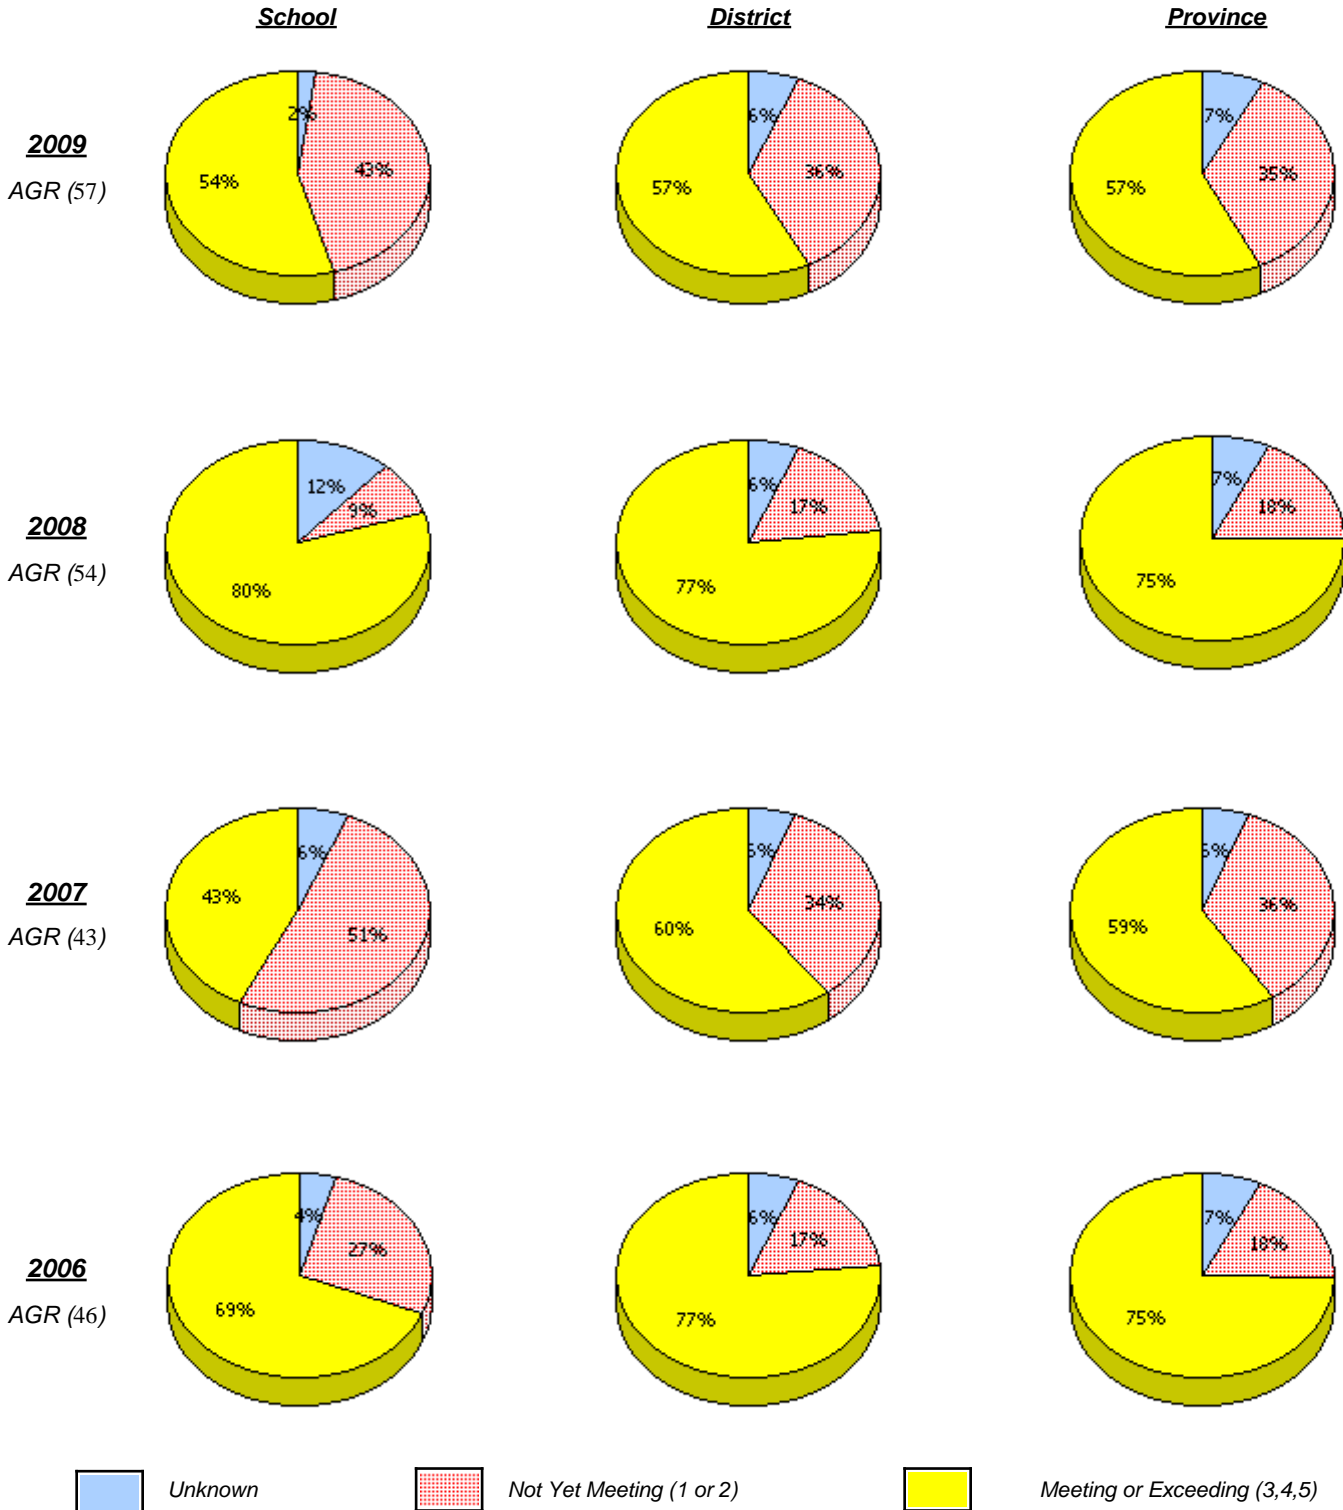 School District Province
2009
AGR (57)
2% 43% 54%
6% 36% 57%
7% 35% 57%
2008
AGR (54)
12% 9% 80%
6% 17% 77%
7% 18% 75%
2007
AGR (43)
6% 43% 51%
34% 60%
36% 59%
2006
AGR (46)
4% 27% 69%
6% 17% 77%
7% 18% 75%
Unknown Not Yet Meeting (1 or 2) Meeting or Exceeding (3,4,5)